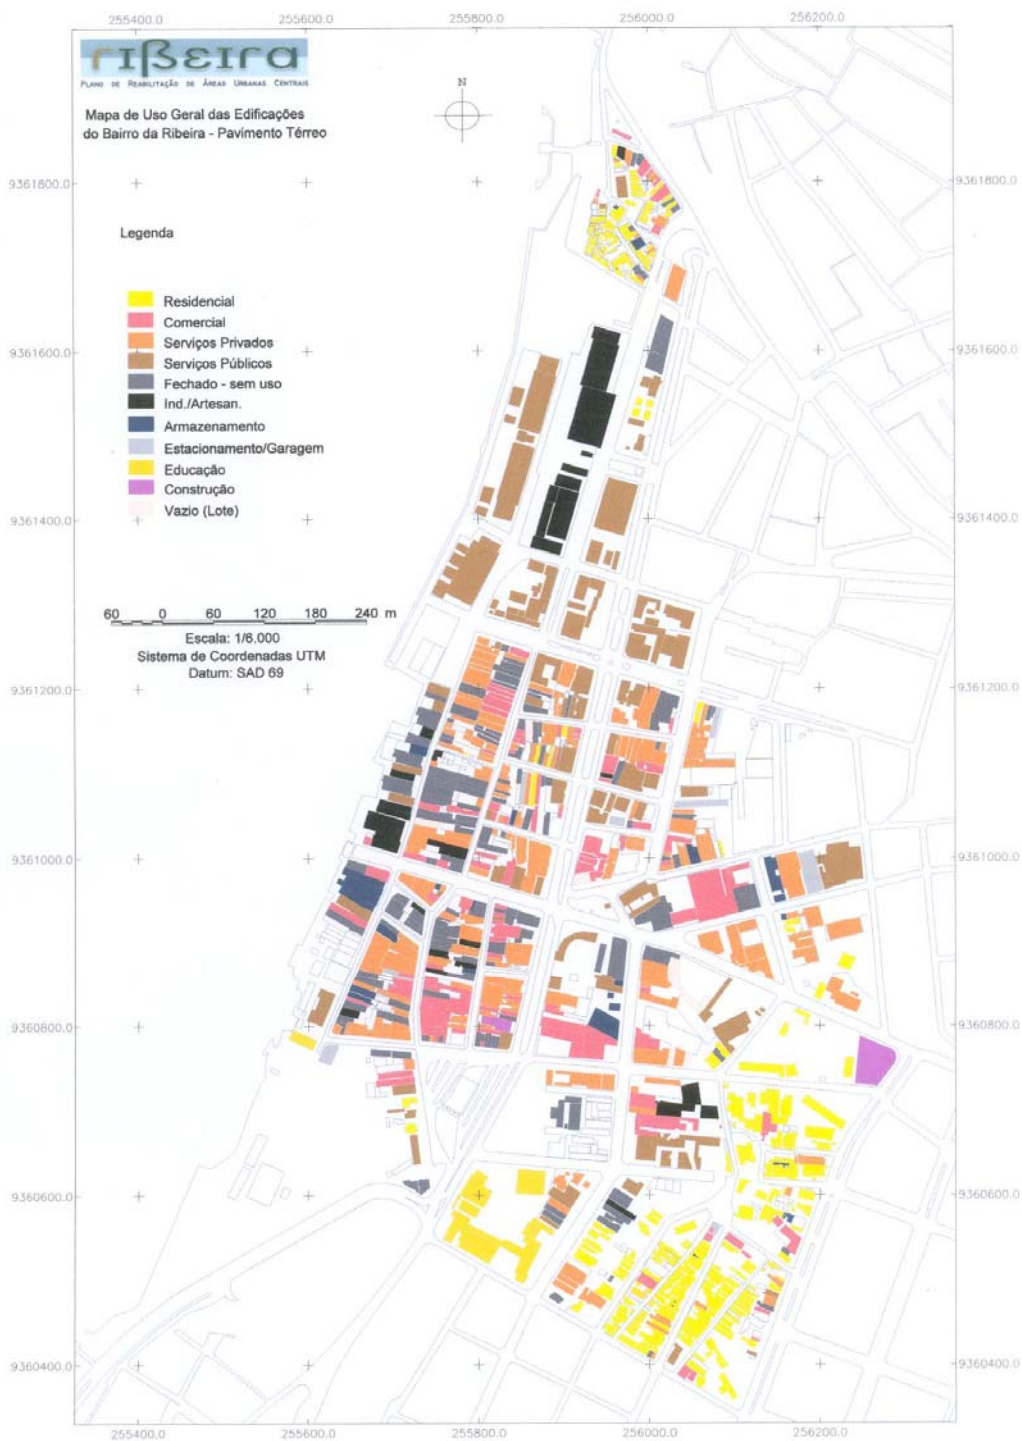 255400.0 255600.0 255800.0 256000.0 256200.0
riβeira
Plano de Reabilitação de Áreas Urbanas Centrais
Mapa de Uso Geral das Edificações
do Bairro da Ribeira - Pavimento Térreo
N
9361800.0 9361800.0
Legenda
Residencial
Comercial
Serviços Privados
Serviços Públicos
Fechado - sem uso
Ind./Artesan.
Armazenamento
Estacionamento/Garagem
Educação
Construção
Vazio (Lote)
9361600.0 9361600.0
9361400.0 9361400.0
60 0 60 120 180 240 m
Escala: 1/6.000
Sistema de Coordenadas UTM
Datum: SAD 69
9361200.0 9361200.0
9361000.0 9361000.0
9360800.0 9360800.0
9360600.0 9360600.0
9360400.0 9360400.0
255400.0 255600.0 255800.0 256000.0 256200.0